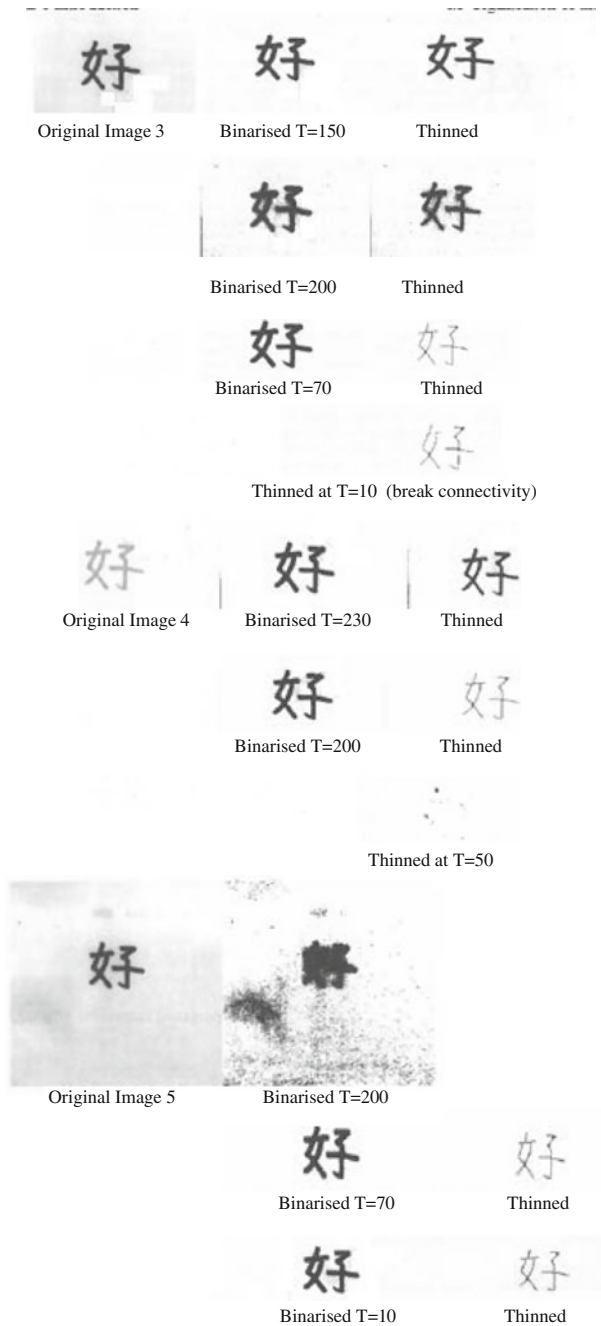 好 好 好
Original Image 3 Binarised T=150 Thinned
好 好
Binarised T=200 Thinned
好 好
Binarised T=70 Thinned
好
Thinned at T=10 (break connectivity)
好 好 好
Original Image 4 Binarised T=230 Thinned
好 好
Binarised T=200 Thinned
Thinned at T=50
好 好
Original Image 5 Binarised T=200
好 好
Binarised T=70 Thinned
好 好
Binarised T=10 Thinned